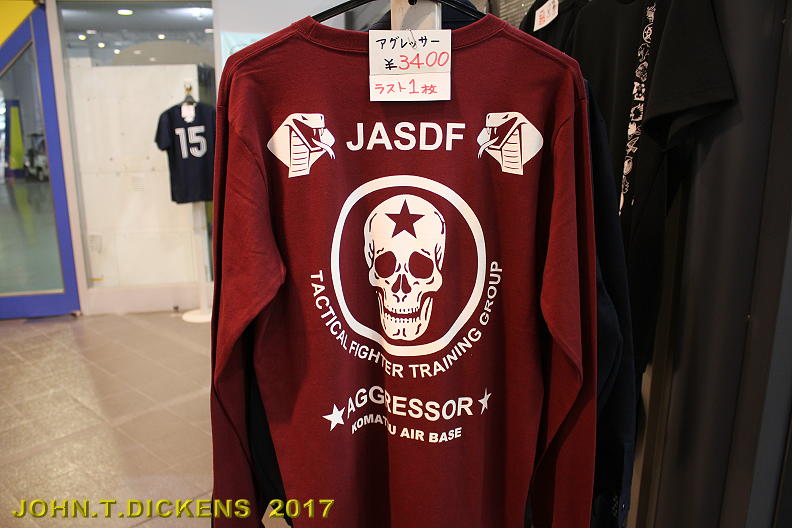 アグレッサー
¥3400
ラスト1枚
JASDF
TACTICAL FIGHTER TRAINING GROUP
AGGRESSOR
KOMATSU AIR BASE
15
JOHN.T.DICKENS 2017